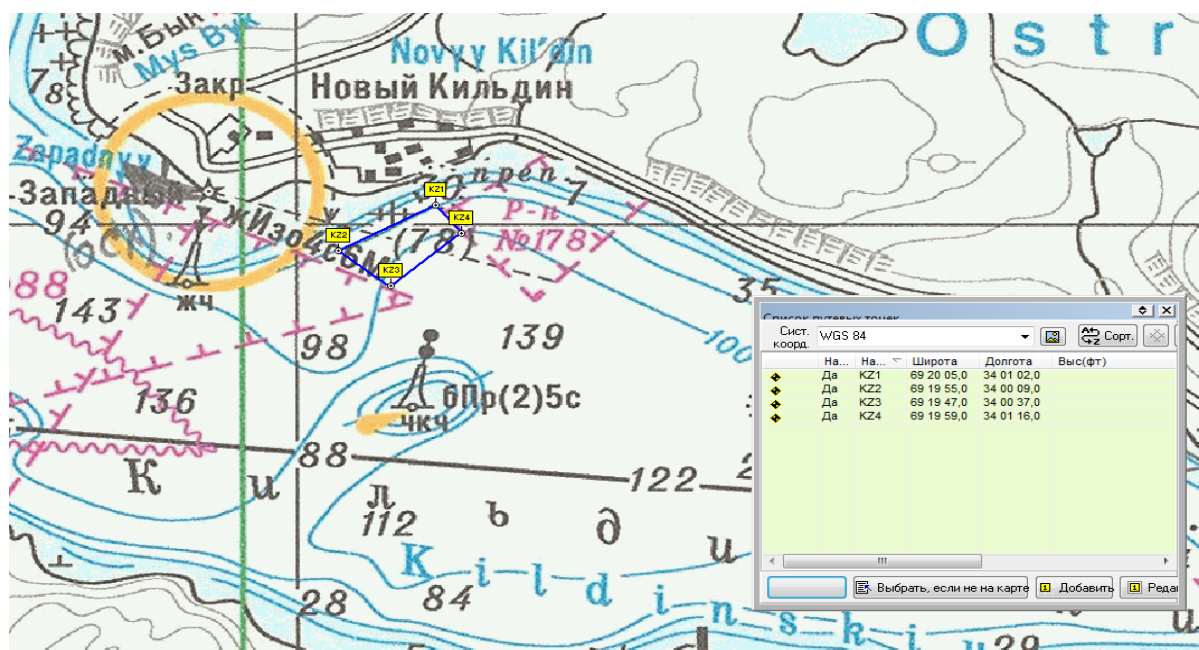 м. Бык
Mys Byk
Novyy Kil'din
O s t r
Закр
Новый Кильдин
78
Zapadnyy
Западный
94
KZ1
преп
7
KZ4
KZ2
Р-н
№178
жИзо4с6М
(78)
KZ3
88
143
жч
А
35
98
139
100
136
бПр(2)5с
чкч
88
122
К и л ь д и
112
K i l d i n s k i
28
84
29
Список путевых точек
Сист. коорд. WGS 84
Сорт.
На... На... Широта Долгота Выс(фт)
Да KZ1 69 20 05,0 34 01 02,0
Да KZ2 69 19 55,0 34 00 09,0
Да KZ3 69 19 47,0 34 00 37,0
Да KZ4 69 19 59,0 34 01 16,0
Выбрать, если не на карте
Добавить
Редак